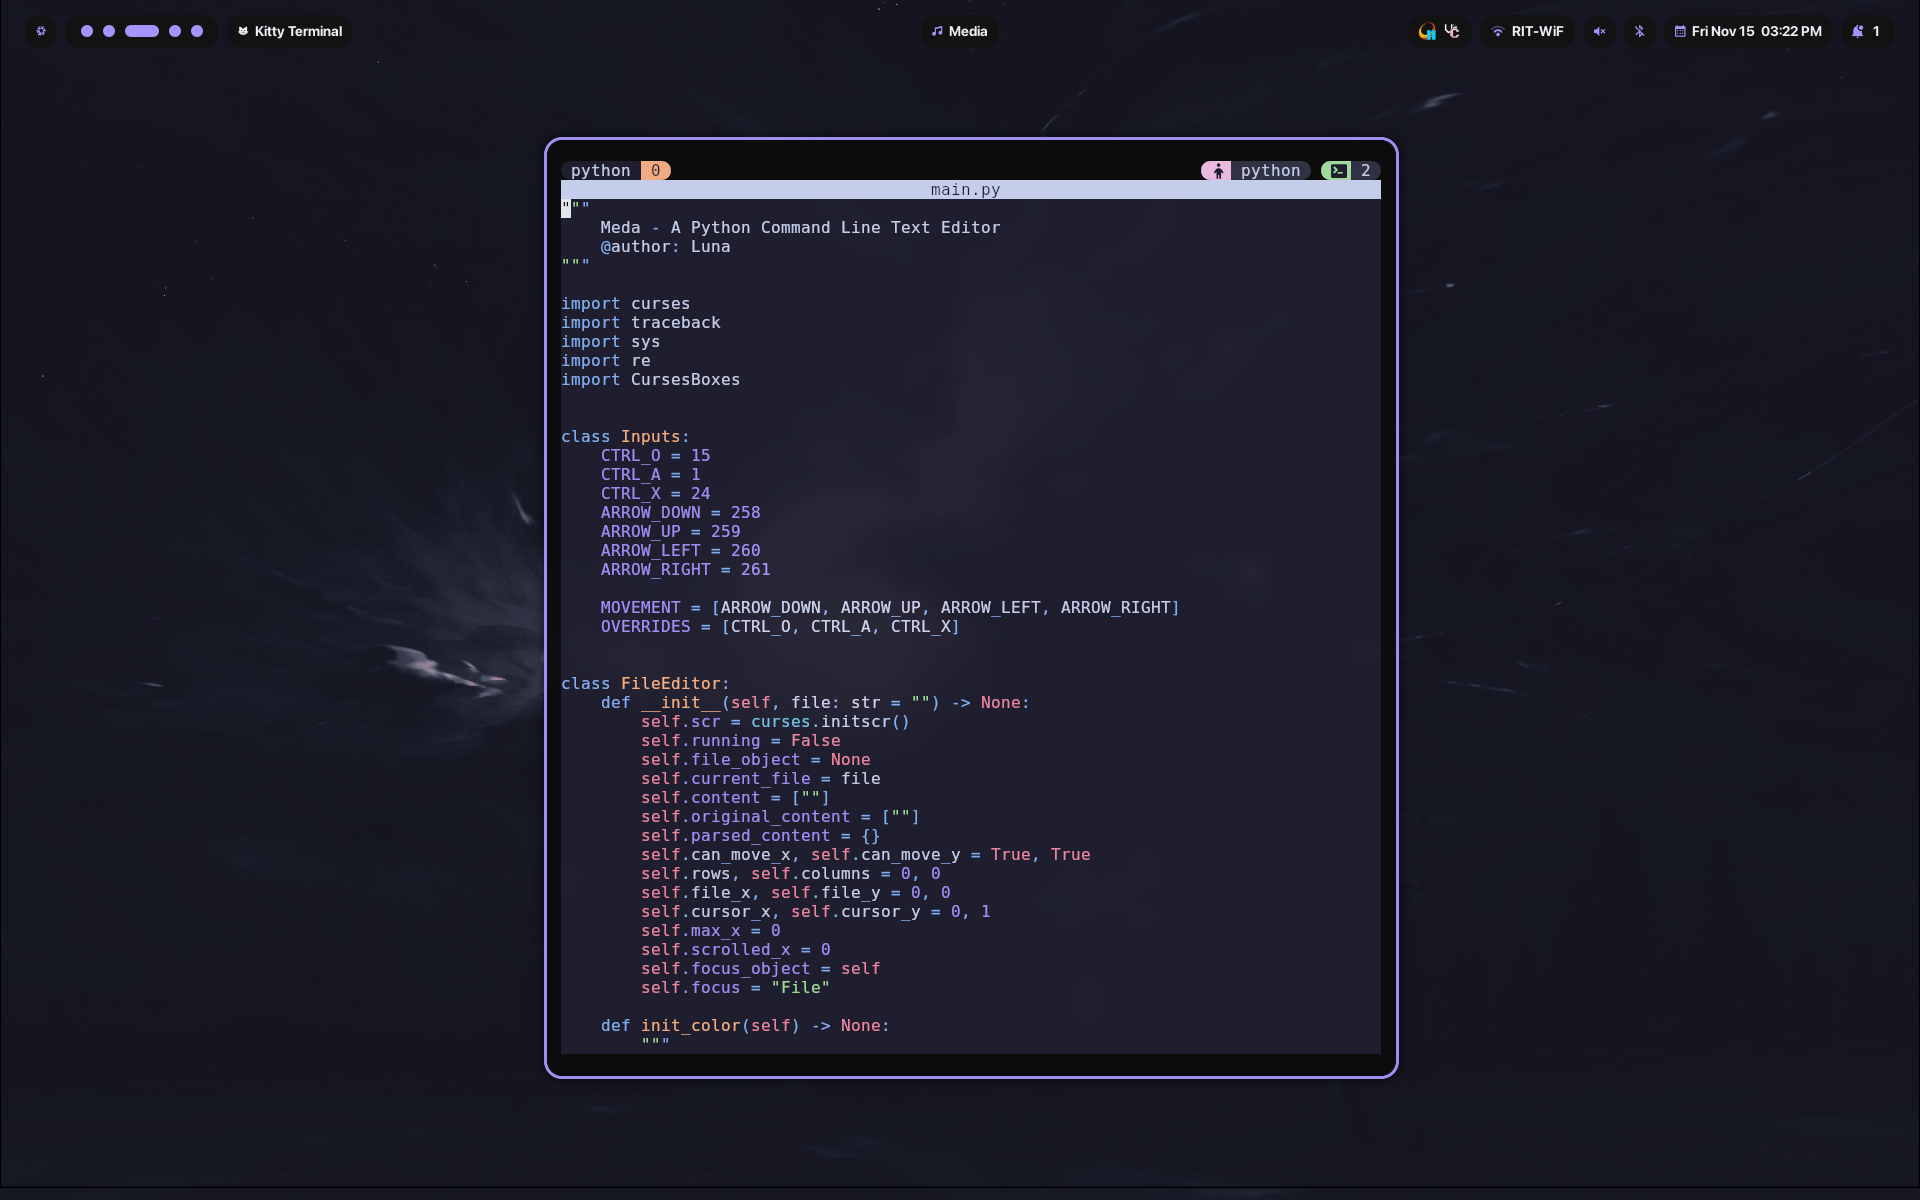 Kitty Terminal
Media
RIT-WiF
Fri Nov 15 03:22 PM
1
python 0
python 2
main.py
"""
    Meda - A Python Command Line Text Editor
    @author: Luna
"""

import curses
import traceback
import sys
import re
import CursesBoxes

class Inputs:
    CTRL_O = 15
    CTRL_A = 1
    CTRL_X = 24
    ARROW_DOWN = 258
    ARROW_UP = 259
    ARROW_LEFT = 260
    ARROW_RIGHT = 261

    MOVEMENT = [ARROW_DOWN, ARROW_UP, ARROW_LEFT, ARROW_RIGHT]
    OVERRIDES = [CTRL_O, CTRL_A, CTRL_X]

class FileEditor:
    def __init__(self, file: str = "") -> None:
        self.scr = curses.initscr()
        self.running = False
        self.file_object = None
        self.current_file = file
        self.content = [""]
        self.original_content = [""]
        self.parsed_content = {}
        self.can_move_x, self.can_move_y = True, True
        self.rows, self.columns = 0, 0
        self.file_x, self.file_y = 0, 0
        self.cursor_x, self.cursor_y = 0, 1
        self.max_x = 0
        self.scrolled_x = 0
        self.focus_object = self
        self.focus = "File"

    def init_color(self) -> None:
        """